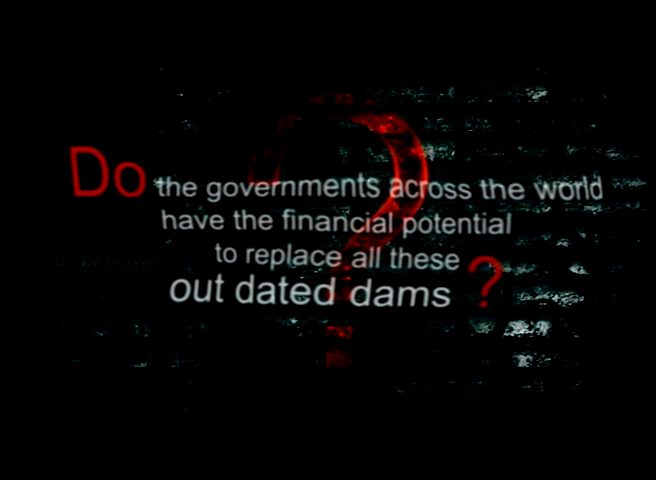 Do the governments across the world
have the financial potential
to replace all these
out dated dams ?